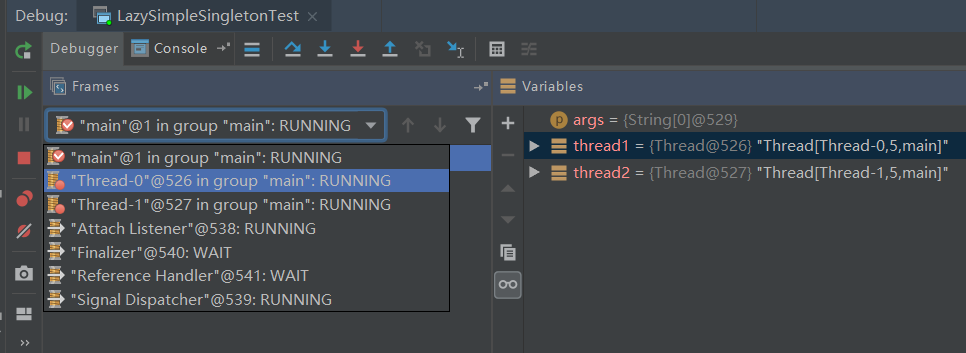 Debug: LazySimpleSingletonTest
Debugger Console
Frames
Variables
"main"@1 in group "main": RUNNING
"main"@1 in group "main": RUNNING
"Thread-0"@526 in group "main": RUNNING
"Thread-1"@527 in group "main": RUNNING
"Attach Listener"@538: RUNNING
"Finalizer"@540: WAIT
"Reference Handler"@541: WAIT
"Signal Dispatcher"@539: RUNNING
args = {String[0]@529}
thread1 = {Thread@526} "Thread[Thread-0,5,main]"
thread2 = {Thread@527} "Thread[Thread-1,5,main]"